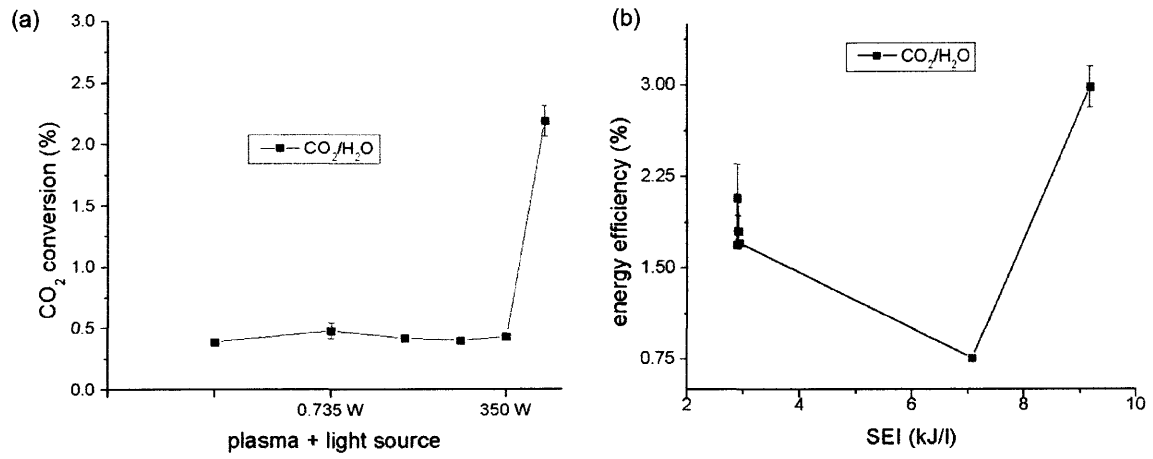 (a)
3.0
2.5
2.0
1.5
1.0
0.5
0.0
CO₂ conversion (%)
CO₂/H₂O
0.735 W
350 W
plasma + light source
(b)
3.00
2.25
1.50
0.75
energy efficiency (%)
CO₂/H₂O
2
4
6
8
10
SEI (kJ/l)